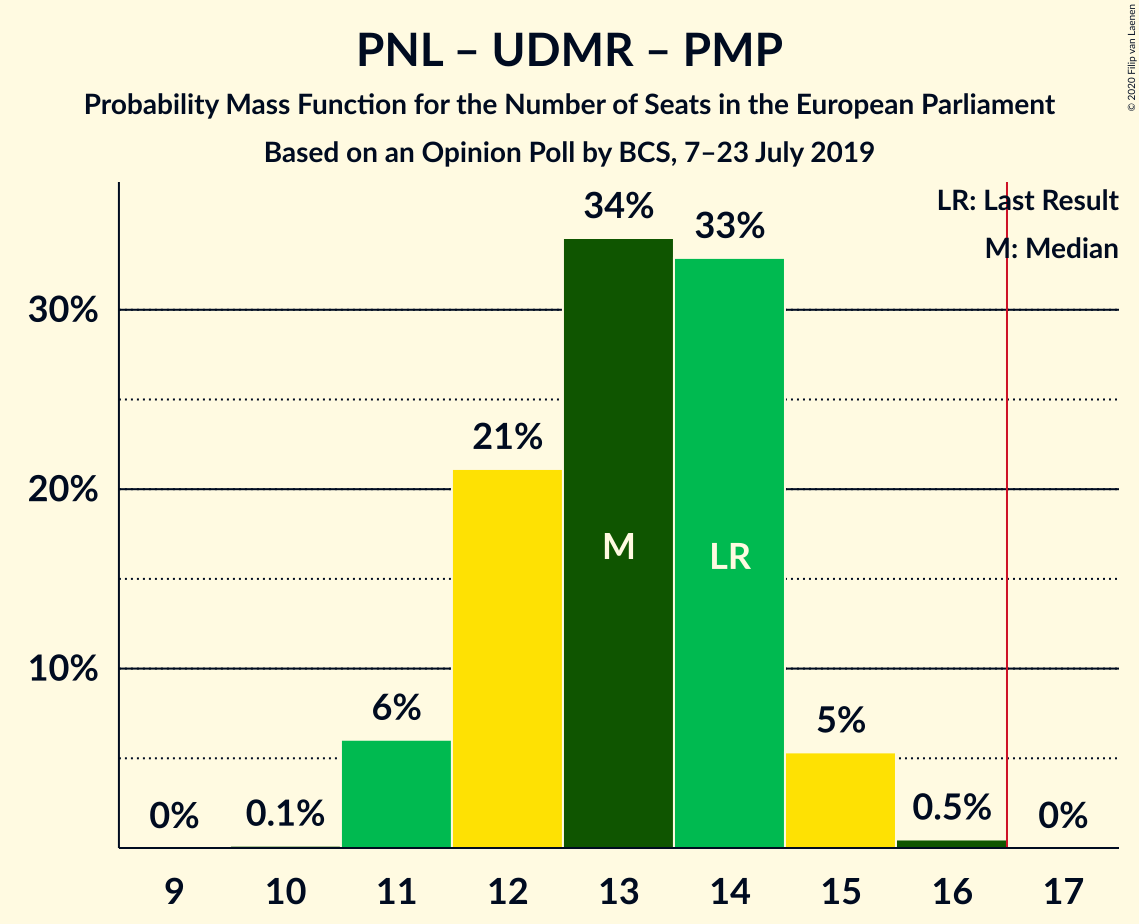 PNL – UDMR – PMP
Probability Mass Function for the Number of Seats in the European Parliament
Based on an Opinion Poll by BCS, 7–23 July 2019
© 2020 Filip van Laenen
LR: Last Result
M: Median
34%
33%
30%
21%
20%
M
LR
10%
6%
5%
0%
0.1%
0.5%
0%
9 10 11 12 13 14 15 16 17